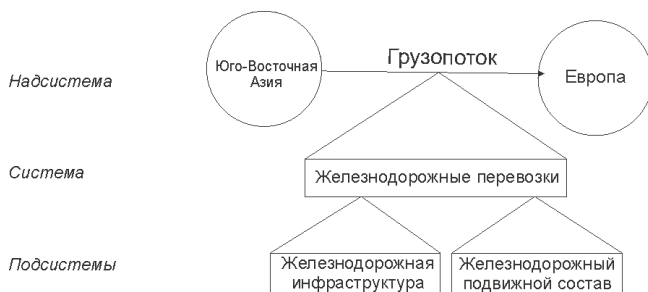 Грузопоток
Юго-Восточная
Азия
Европа
Надсистема
Система
Железнодорожные перевозки
Подсистемы
Железнодорожная
инфраструктура
Железнодорожный
подвижной состав